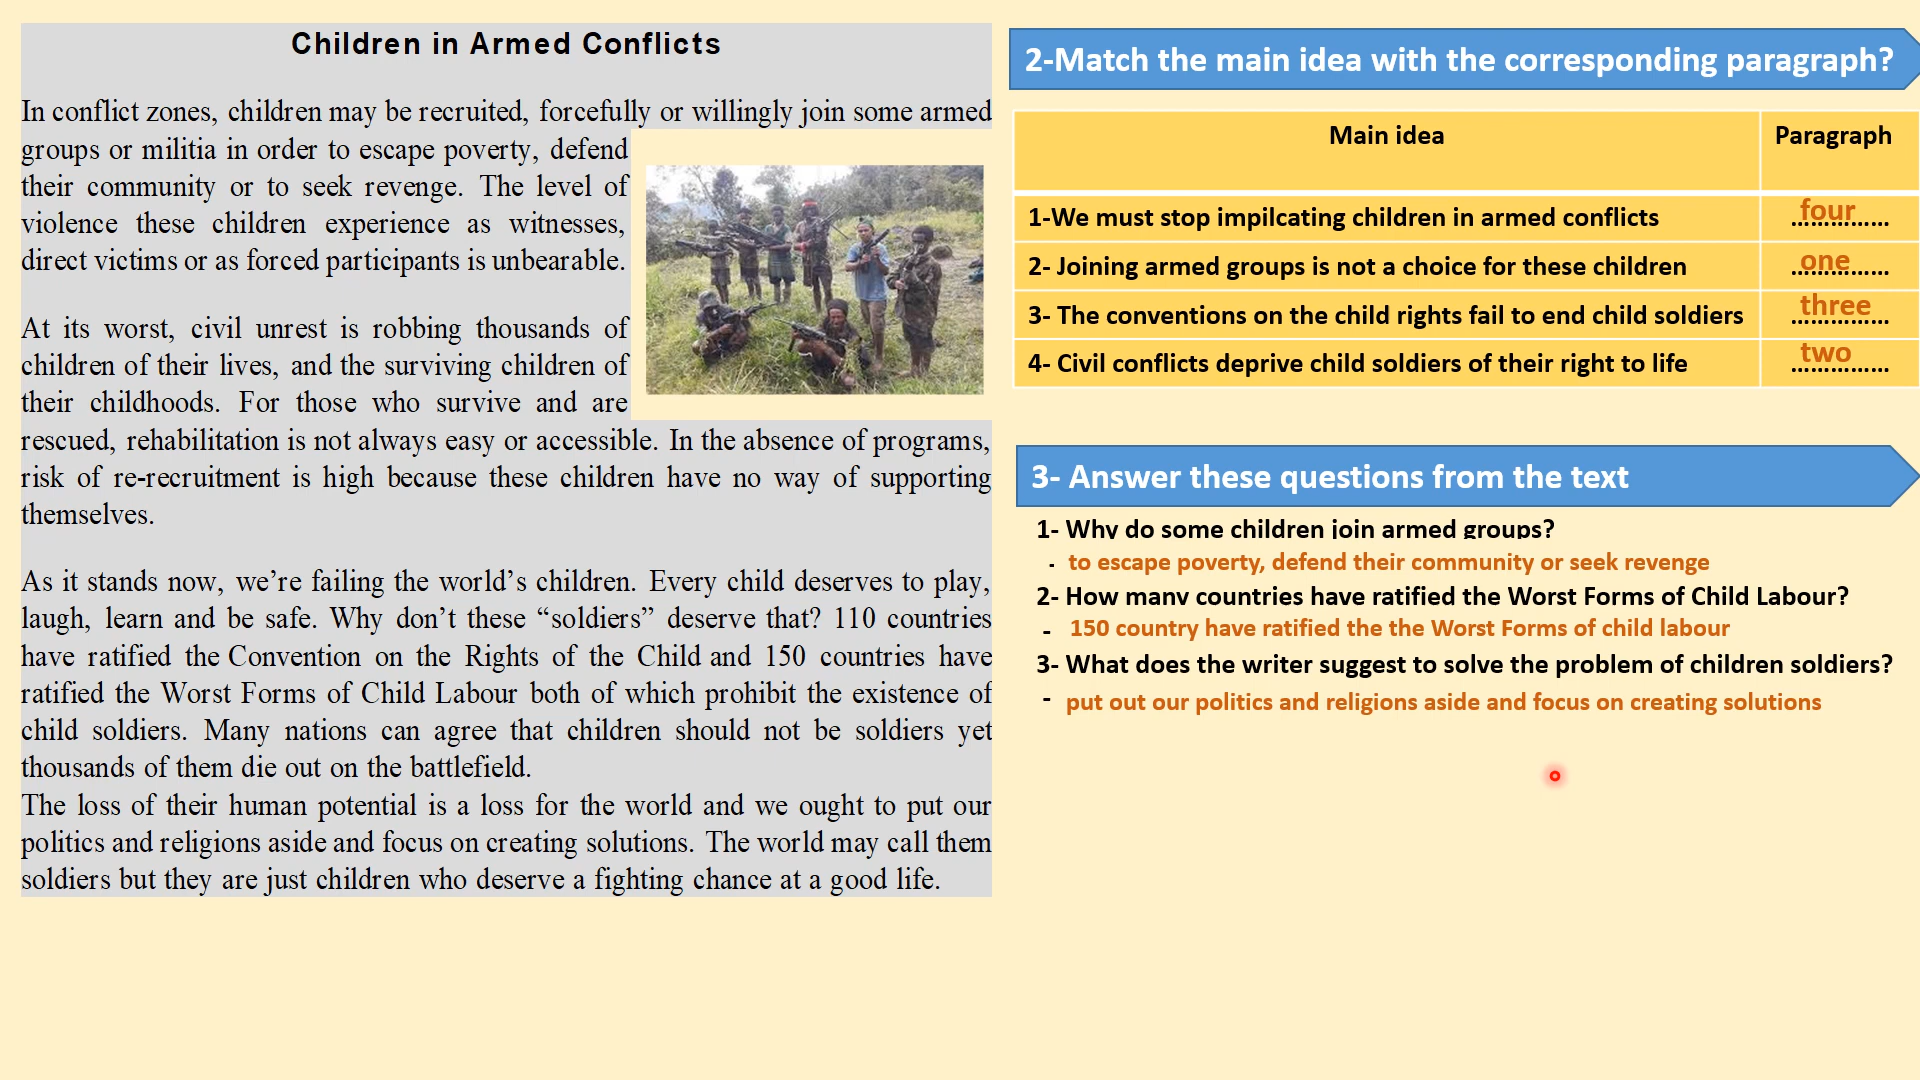 Children in Armed Conflicts
In conflict zones, children may be recruited, forcefully or willingly join some armed
groups or militia in order to escape poverty, defend
their community or to seek revenge. The level of
violence these children experience as witnesses,
direct victims or as forced participants is unbearable.
At its worst, civil unrest is robbing thousands of
children of their lives, and the surviving children of
their childhoods. For those who survive and are
rescued, rehabilitation is not always easy or accessible. In the absence of programs,
risk of re-recruitment is high because these children have no way of supporting
themselves.
As it stands now, we’re failing the world’s children. Every child deserves to play,
laugh, learn and be safe. Why don’t these “soldiers” deserve that? 110 countries
have ratified the Convention on the Rights of the Child and 150 countries have
ratified the Worst Forms of Child Labour both of which prohibit the existence of
child soldiers. Many nations can agree that children should not be soldiers yet
thousands of them die out on the battlefield.
The loss of their human potential is a loss for the world and we ought to put our
politics and religions aside and focus on creating solutions. The world may call them
soldiers but they are just children who deserve a fighting chance at a good life.
2-Match the main idea with the corresponding paragraph?
Main idea Paragraph
1-We must stop impilcating children in armed conflicts four
2- Joining armed groups is not a choice for these children one
3- The conventions on the child rights fail to end child soldiers three
4- Civil conflicts deprive child soldiers of their right to life two
3- Answer these questions from the text
1- Why do some children join armed groups?
- to escape poverty, defend their community or seek revenge
2- How many countries have ratified the Worst Forms of Child Labour?
- 150 country have ratified the the Worst Forms of child labour
3- What does the writer suggest to solve the problem of children soldiers?
- put out our politics and religions aside and focus on creating solutions